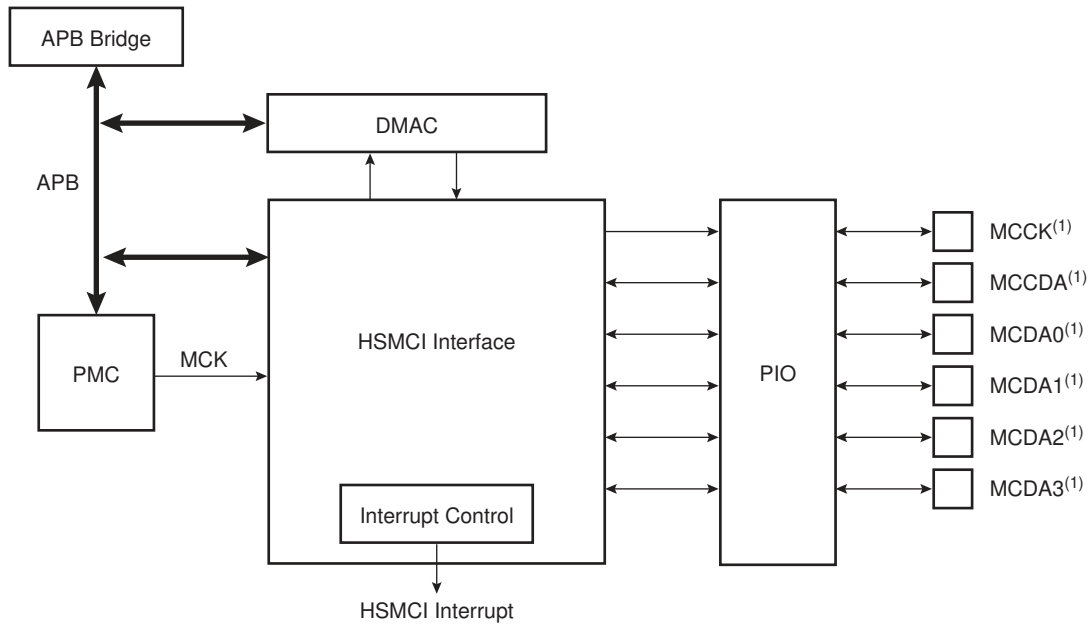 APB Bridge
DMAC
APB
MCCK(1)
MCCDA(1)
HSMCI Interface
MCDA0(1)
MCK
PMC
PIO
MCDA1(1)
MCDA2(1)
MCDA3(1)
Interrupt Control
HSMCI Interrupt